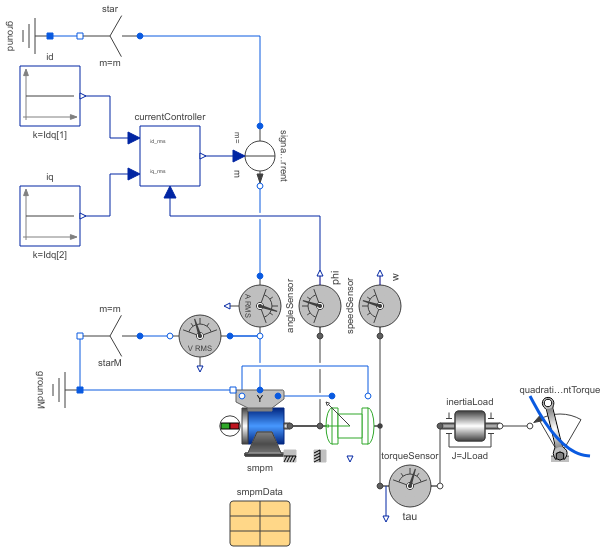 star
ground
m=m
id
k=Idq[1]
currentController
id_rms
iq_rms
m=
m
signa...rrent
iq
k=Idq[2]
phi
w
angleSensor
speedSensor
A RMS
m=m
V RMS
starM
groundM
Y
smpm
inertiaLoad
J=JLoad
quadrati...ntTorque
torqueSensor
tau
smpmData